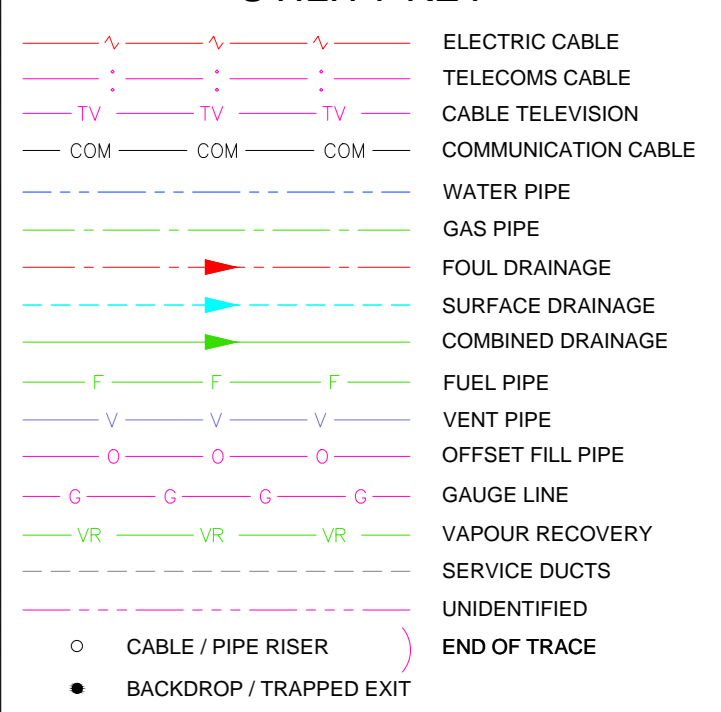 ELECTRIC CABLE
TELECOMS CABLE
TV TV TV CABLE TELEVISION
COM COM COM COMMUNICATION CABLE
WATER PIPE
GAS PIPE
FOUL DRAINAGE
SURFACE DRAINAGE
COMBINED DRAINAGE
F F F FUEL PIPE
V V V VENT PIPE
O O O OFFSET FILL PIPE
G G G G GAUGE LINE
VR VR VR VAPOUR RECOVERY
SERVICE DUCTS
UNIDENTIFIED
CABLE / PIPE RISER END OF TRACE
BACKDROP / TRAPPED EXIT